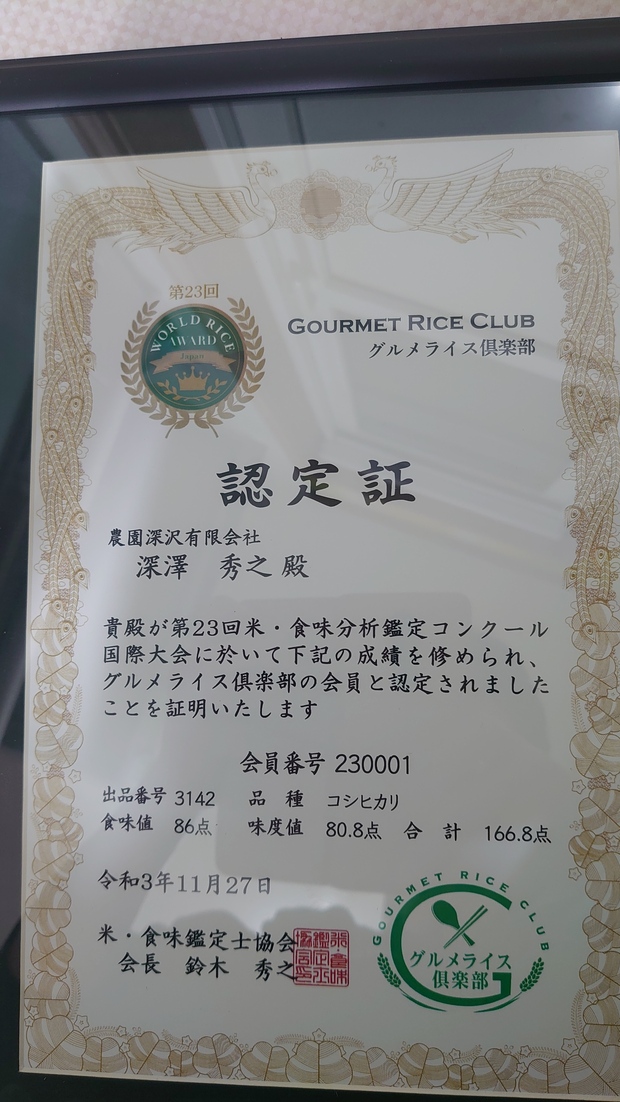 第23回
WORLD RICE
AWARD
Japan
GOURMET RICE CLUB
グルメライス倶楽部
認定証
農園深沢有限会社
深澤 秀之 殿
貴殿が第23回米・食味分析鑑定コンクール
国際大会に於いて下記の成績を修められ、
グルメライス倶楽部の会員と認定されました
ことを証明いたします
会員番号 230001
出品番号 3142 品 種 コシヒカリ
食味値 86点 味度値 80.8点 合 計 166.8点
令和3年11月27日
米・食味鑑定士協会
会長 鈴木 秀之
GOURMET RICE CLUB
グルメライス
倶楽部